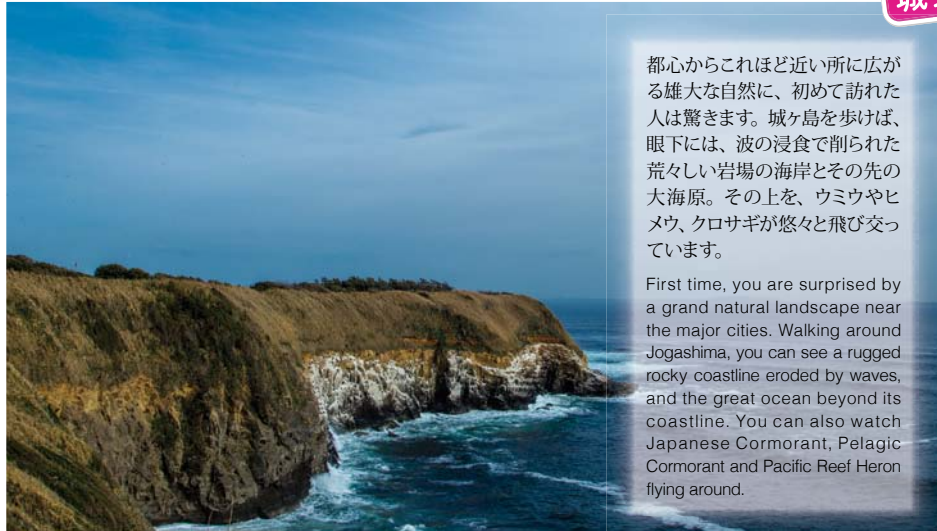 都心からこれほど近い所に広が
る雄大な自然に、初めて訪れた
人は驚きます。城ヶ島を歩けば、
眼下には、波の浸食で削られた
荒々しい岩場の海岸とその先の
大海原。その上を、ウミウやヒ
メウ、クロサギが悠々と飛び交っ
ています。
First time, you are surprised by
a grand natural landscape near
the major cities. Walking around
Jogashima, you can see a rugged
rocky coastline eroded by waves,
and the great ocean beyond its
coastline. You can also watch
Japanese Cormorant, Pelagic
Cormorant and Pacific Reef Heron
flying around.